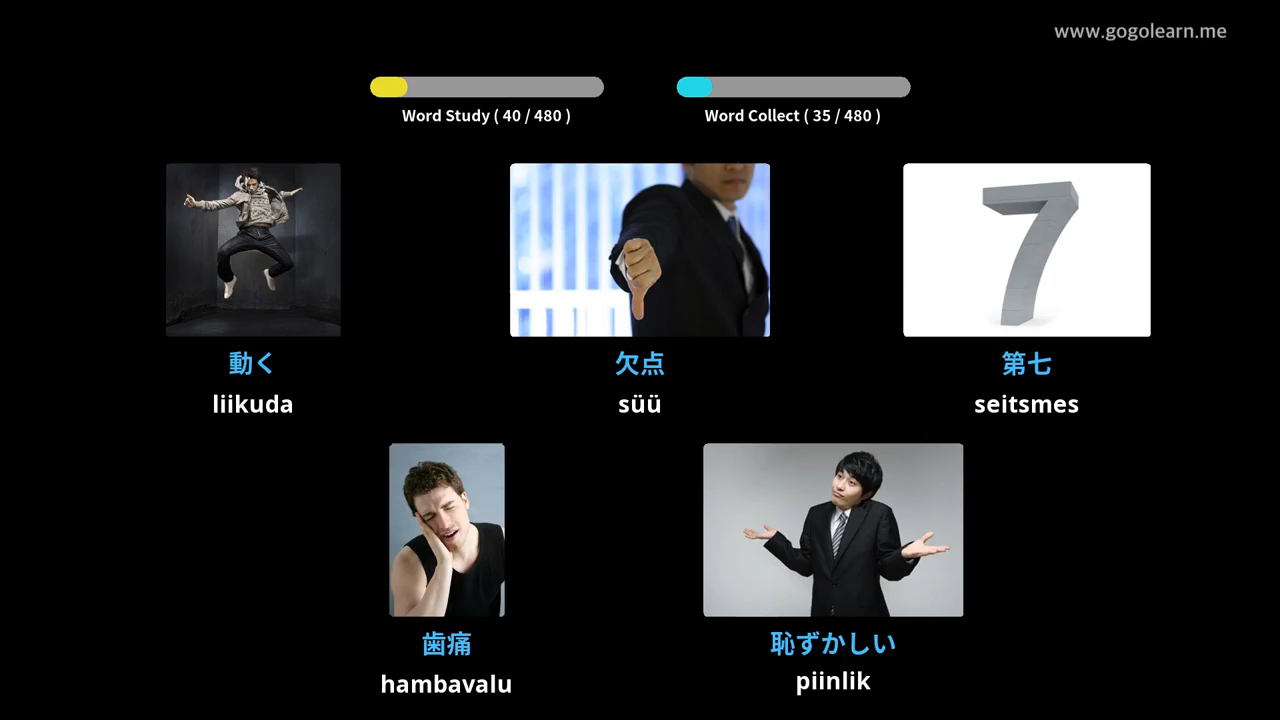 www.gogolearn.me
Word Study ( 40 / 480 )
Word Collect ( 35 / 480 )
動く
liikuda
欠点
süü
第七
seitsmes
歯痛
hambavalu
恥ずかしい
piinlik